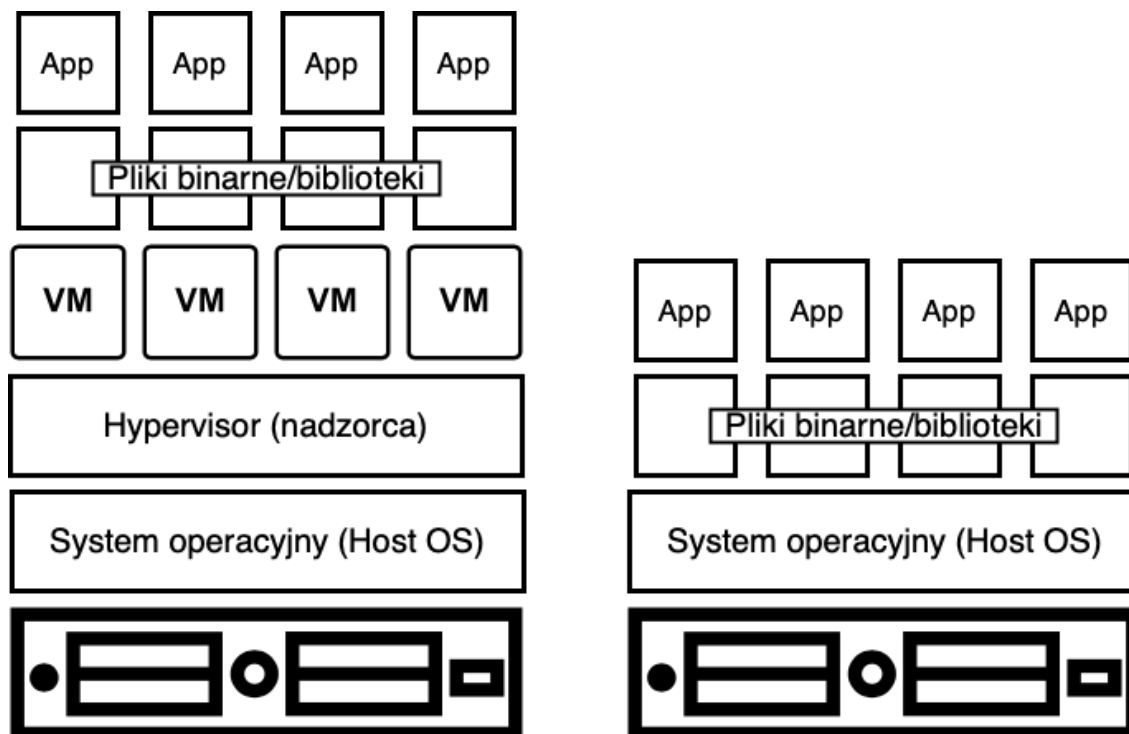 App App App App
Pliki binarne/biblioteki
VM VM VM VM
Hypervisor (nadzorca)
System operacyjny (Host OS)
App App App App
Pliki binarne/biblioteki
System operacyjny (Host OS)